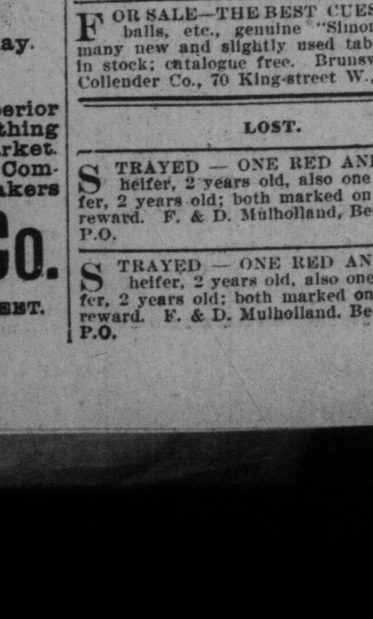 ay.
erior
thing
rket.
Com-
akers
O.
EET.
FOR SALE—THE BEST CUES
balls, etc., genuine "Simo
many new and slightly used tab
in stock; catalogue free. Brunsw
Collender Co., 70 King-street W.,
LOST.
STRAYED — ONE RED AN
heifer, 2 years old, also one
fer, 2 years old; both marked on
reward. F. & D. Mulholland, Be
P.O.
STRAYED — ONE RED AN
heifer, 2 years old, also one
fer, 2 years old; both marked on
reward. F. & D. Mulholland, Be
P.O.